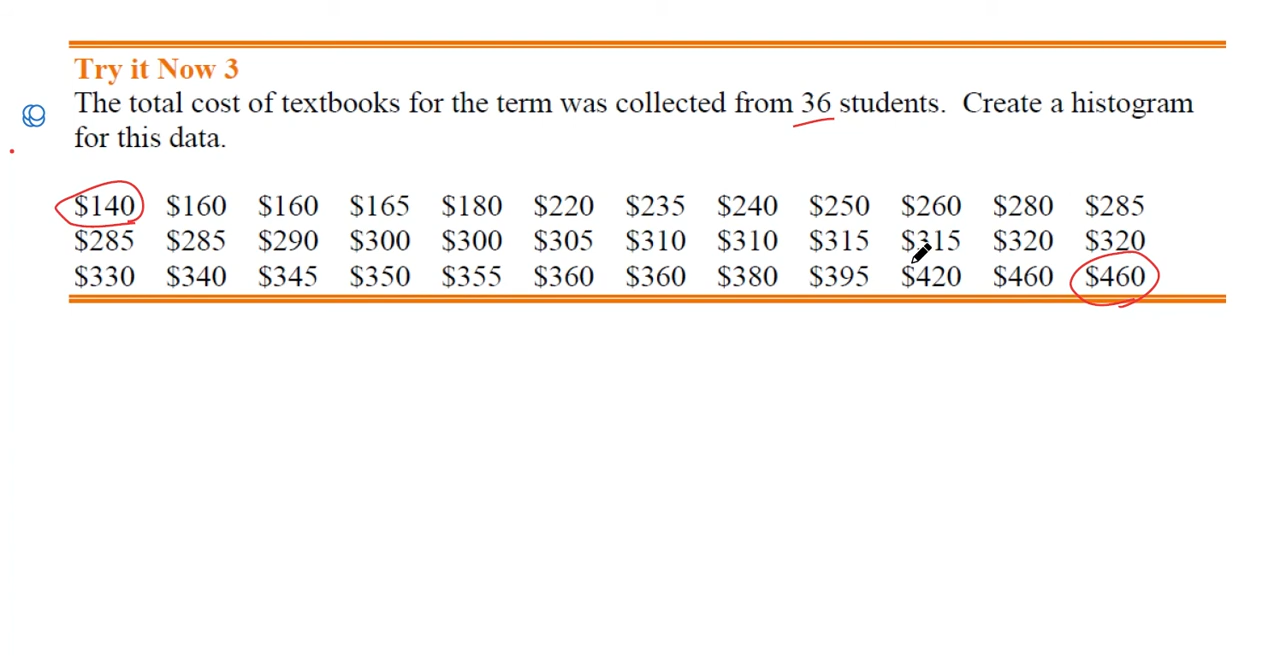 Try it Now 3
The total cost of textbooks for the term was collected from 36 students. Create a histogram
for this data.
$140 $160 $160 $165 $180 $220 $235 $240 $250 $260 $280 $285
$285 $285 $290 $300 $300 $305 $310 $310 $315 $315 $320 $320
$330 $340 $345 $350 $355 $360 $360 $380 $395 $420 $460 $460